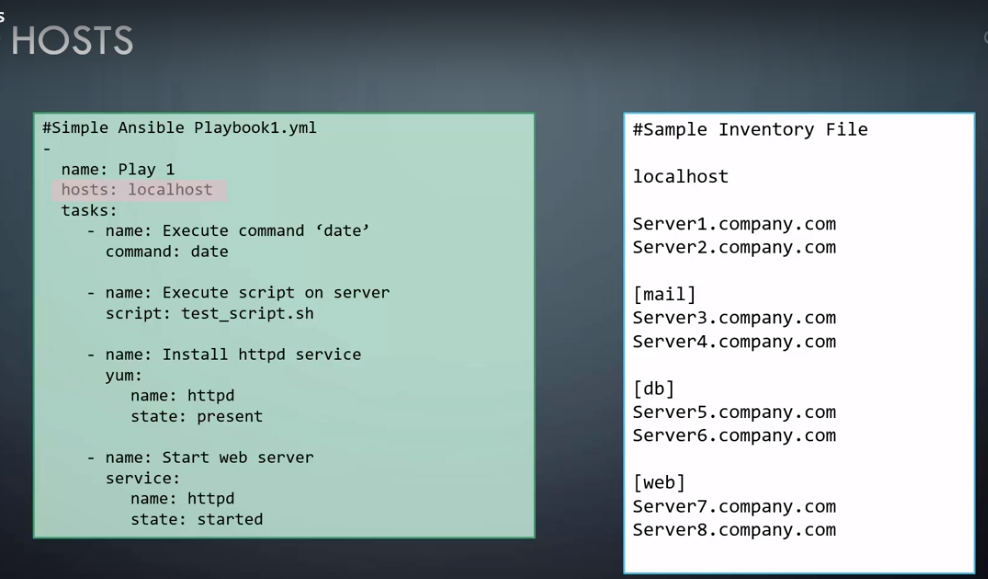 S
HOSTS
#Simple Ansible Playbook1.yml
-
name: Play 1
hosts: localhost
tasks:
- name: Execute command ‘date’
command: date
- name: Execute script on server
script: test_script.sh
- name: Install httpd service
yum:
name: httpd
state: present
- name: Start web server
service:
name: httpd
state: started
#Sample Inventory File
localhost
Server1.company.com
Server2.company.com
[mail]
Server3.company.com
Server4.company.com
[db]
Server5.company.com
Server6.company.com
[web]
Server7.company.com
Server8.company.com